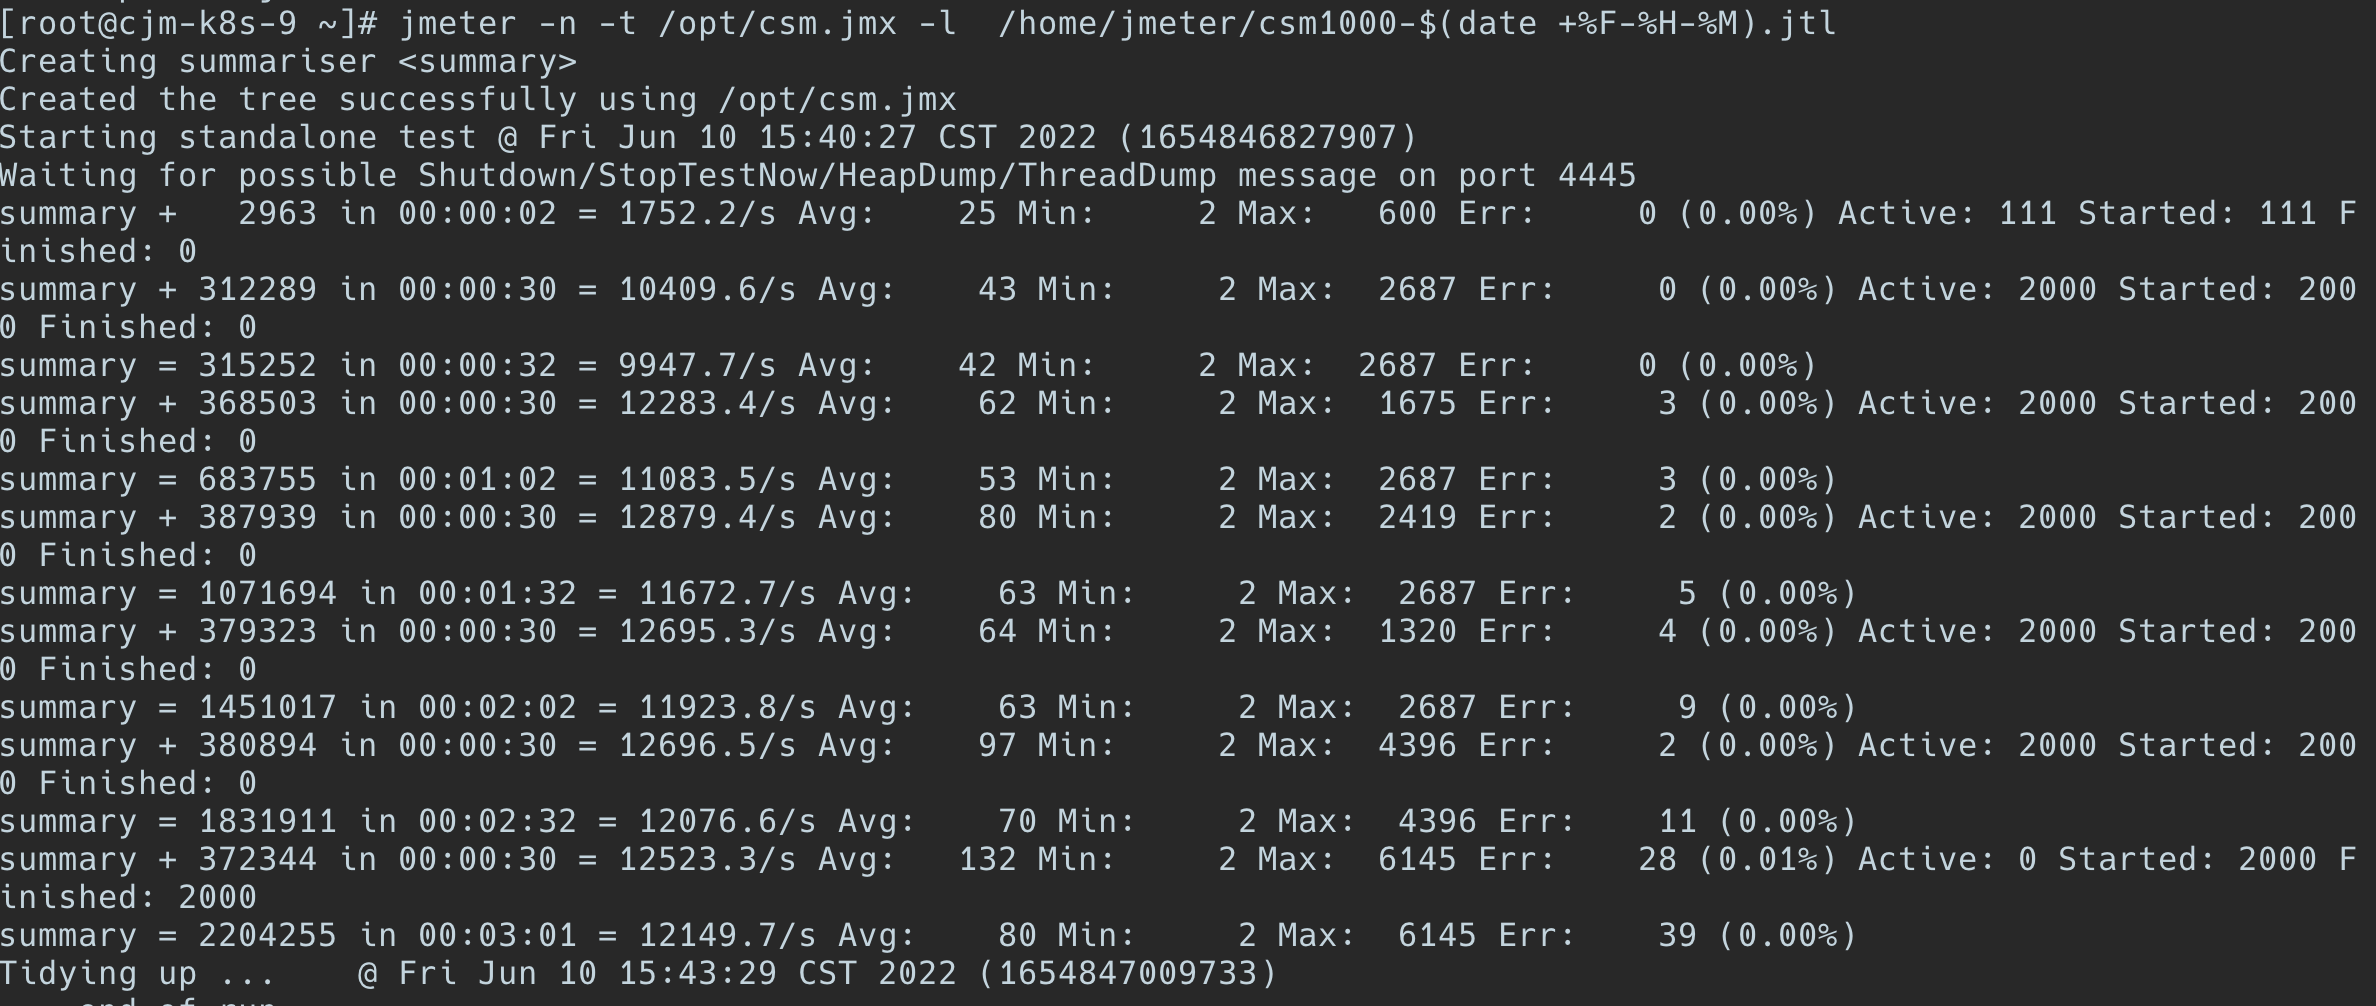 [root@cjm-k8s-9 ~]# jmeter -n -t /opt/csm.jmx -l  /home/jmeter/csm1000-$(date +%F-%H-%M).jtl
Creating summariser <summary>
Created the tree successfully using /opt/csm.jmx
Starting standalone test @ Fri Jun 10 15:40:27 CST 2022 (1654846827907)
Waiting for possible Shutdown/StopTestNow/HeapDump/ThreadDump message on port 4445
summary +   2963 in 00:00:02 = 1752.2/s Avg:    25 Min:     2 Max:   600 Err:     0 (0.00%) Active: 111 Started: 111 F
inished: 0
summary + 312289 in 00:00:30 = 10409.6/s Avg:    43 Min:     2 Max:  2687 Err:     0 (0.00%) Active: 2000 Started: 200
0 Finished: 0
summary = 315252 in 00:00:32 = 9947.7/s Avg:    42 Min:     2 Max:  2687 Err:     0 (0.00%)
summary + 368503 in 00:00:30 = 12283.4/s Avg:    62 Min:     2 Max:  1675 Err:     3 (0.00%) Active: 2000 Started: 200
0 Finished: 0
summary = 683755 in 00:01:02 = 11083.5/s Avg:    53 Min:     2 Max:  2687 Err:     3 (0.00%)
summary + 387939 in 00:00:30 = 12879.4/s Avg:    80 Min:     2 Max:  2419 Err:     2 (0.00%) Active: 2000 Started: 200
0 Finished: 0
summary = 1071694 in 00:01:32 = 11672.7/s Avg:    63 Min:     2 Max:  2687 Err:     5 (0.00%)
summary + 379323 in 00:00:30 = 12695.3/s Avg:    64 Min:     2 Max:  1320 Err:     4 (0.00%) Active: 2000 Started: 200
0 Finished: 0
summary = 1451017 in 00:02:02 = 11923.8/s Avg:    63 Min:     2 Max:  2687 Err:     9 (0.00%)
summary + 380894 in 00:00:30 = 12696.5/s Avg:    97 Min:     2 Max:  4396 Err:     2 (0.00%) Active: 2000 Started: 200
0 Finished: 0
summary = 1831911 in 00:02:32 = 12076.6/s Avg:    70 Min:     2 Max:  4396 Err:    11 (0.00%)
summary + 372344 in 00:00:30 = 12523.3/s Avg:   132 Min:     2 Max:  6145 Err:    28 (0.01%) Active: 0 Started: 2000 F
inished: 2000
summary = 2204255 in 00:03:01 = 12149.7/s Avg:    80 Min:     2 Max:  6145 Err:    39 (0.00%)
Tidying up ...    @ Fri Jun 10 15:43:29 CST 2022 (1654847009733)
end of run